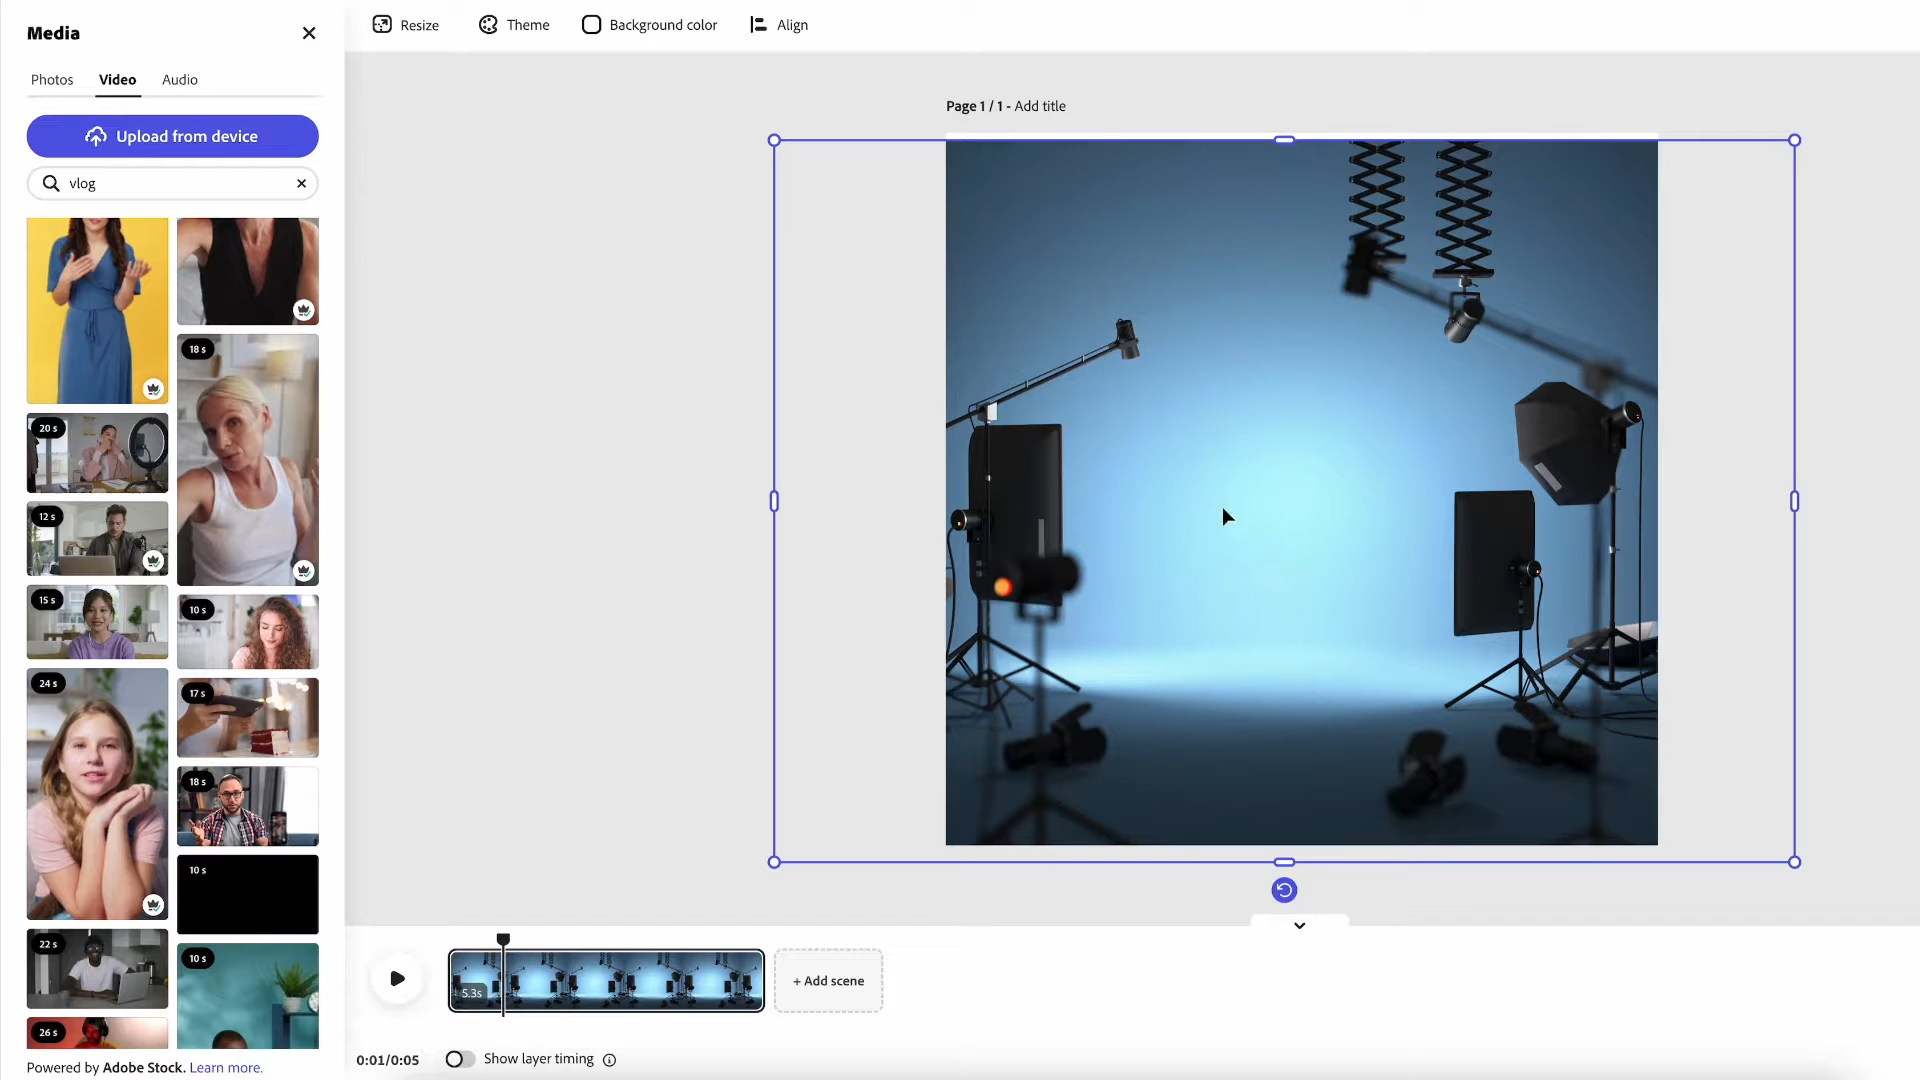 Media
Resize
Theme
Background color
Align
Photos
Video
Audio
Upload from device
vlog
Page 1 / 1 - Add title
18 s
20 s
12 s
15 s
10 s
24 s
17 s
18 s
10 s
22 s
10 s
26 s
5.3s
+ Add scene
Powered by Adobe Stock. Learn more.
0:01/0:05
Show layer timing